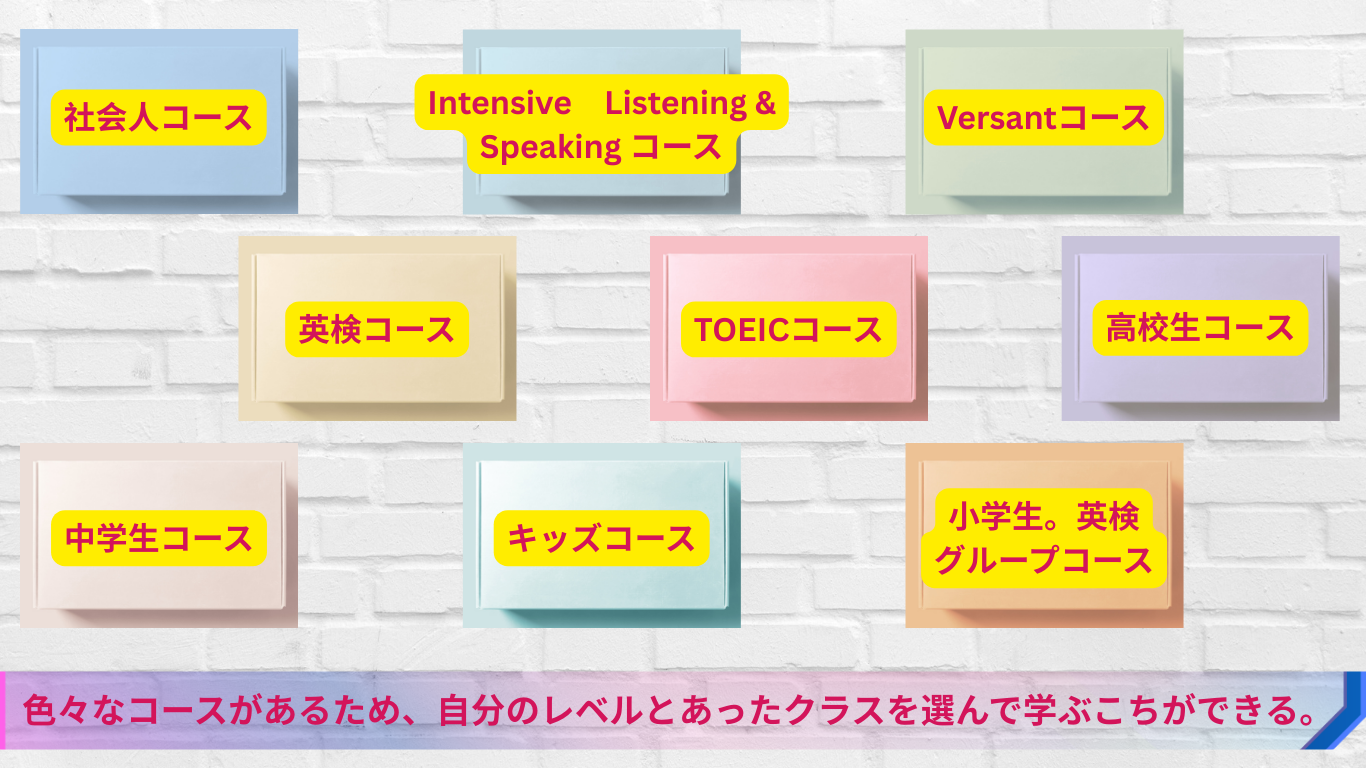 社会人コース
Intensive　Listening &
Speaking コース
Versantコース
英検コース
TOEICコース
高校生コース
中学生コース
キッズコース
小学生。英検
グループコース
色々なコースがあるため、自分のレベルとあったクラスを選んで学ぶこちができる。